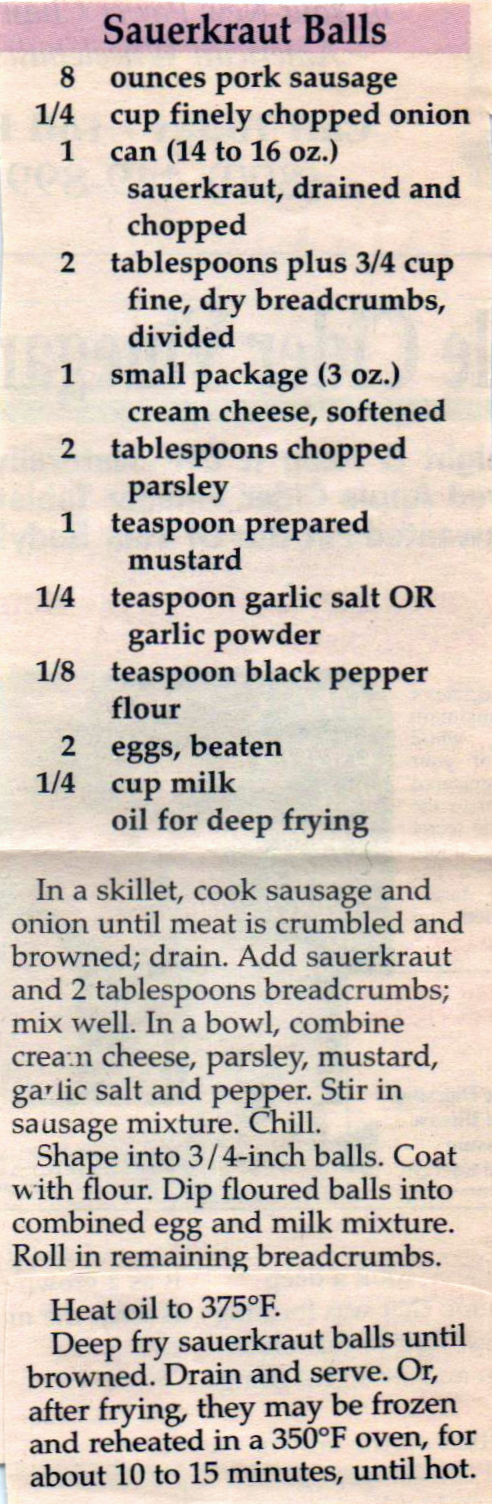 Sauerkraut Balls
8 ounces pork sausage
1/4 cup finely chopped onion
1 can (14 to 16 oz.)
sauerkraut, drained and
chopped
2 tablespoons plus 3/4 cup
fine, dry breadcrumbs,
divided
1 small package (3 oz.)
cream cheese, softened
2 tablespoons chopped
parsley
1 teaspoon prepared
mustard
1/4 teaspoon garlic salt OR
garlic powder
1/8 teaspoon black pepper
flour
2 eggs, beaten
1/4 cup milk
oil for deep frying
In a skillet, cook sausage and
onion until meat is crumbled and
browned; drain. Add sauerkraut
and 2 tablespoons breadcrumbs;
mix well. In a bowl, combine
cream cheese, parsley, mustard,
garlic salt and pepper. Stir in
sausage mixture. Chill.
Shape into 3/4-inch balls. Coat
with flour. Dip floured balls into
combined egg and milk mixture.
Roll in remaining breadcrumbs.
Heat oil to 375°F.
Deep fry sauerkraut balls until
browned. Drain and serve. Or,
after frying, they may be frozen
and reheated in a 350°F oven, for
about 10 to 15 minutes, until hot.